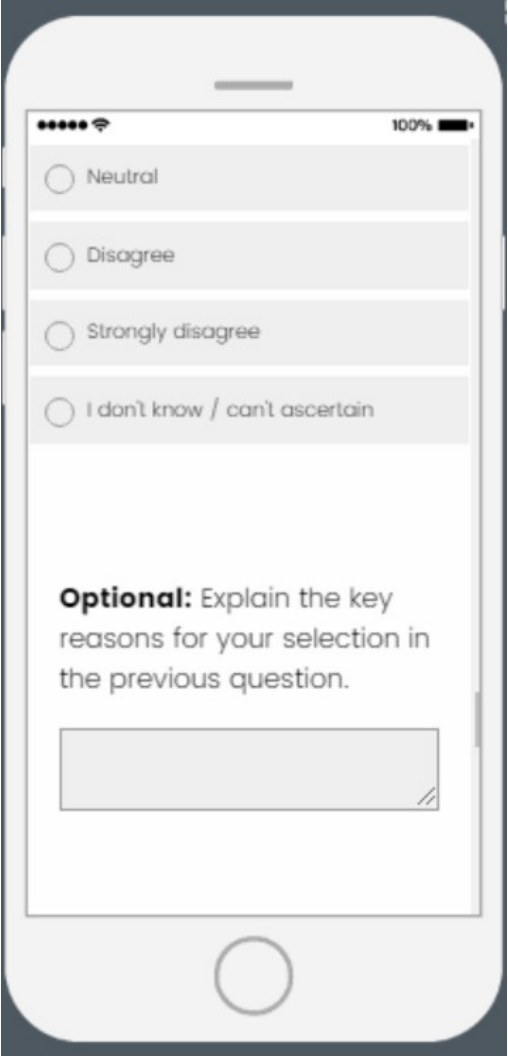 100%
Neutral
Disagree
Strongly disagree
I don't know / can't ascertain
Optional: Explain the key
reasons for your selection in
the previous question.